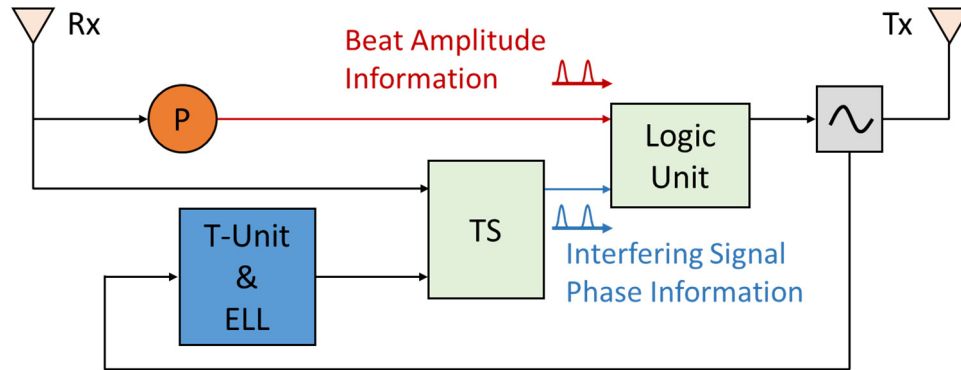 Rx
Tx
Beat Amplitude
Information
P
Logic
Unit
TS
T-Unit
&
ELL
Interfering Signal
Phase Information